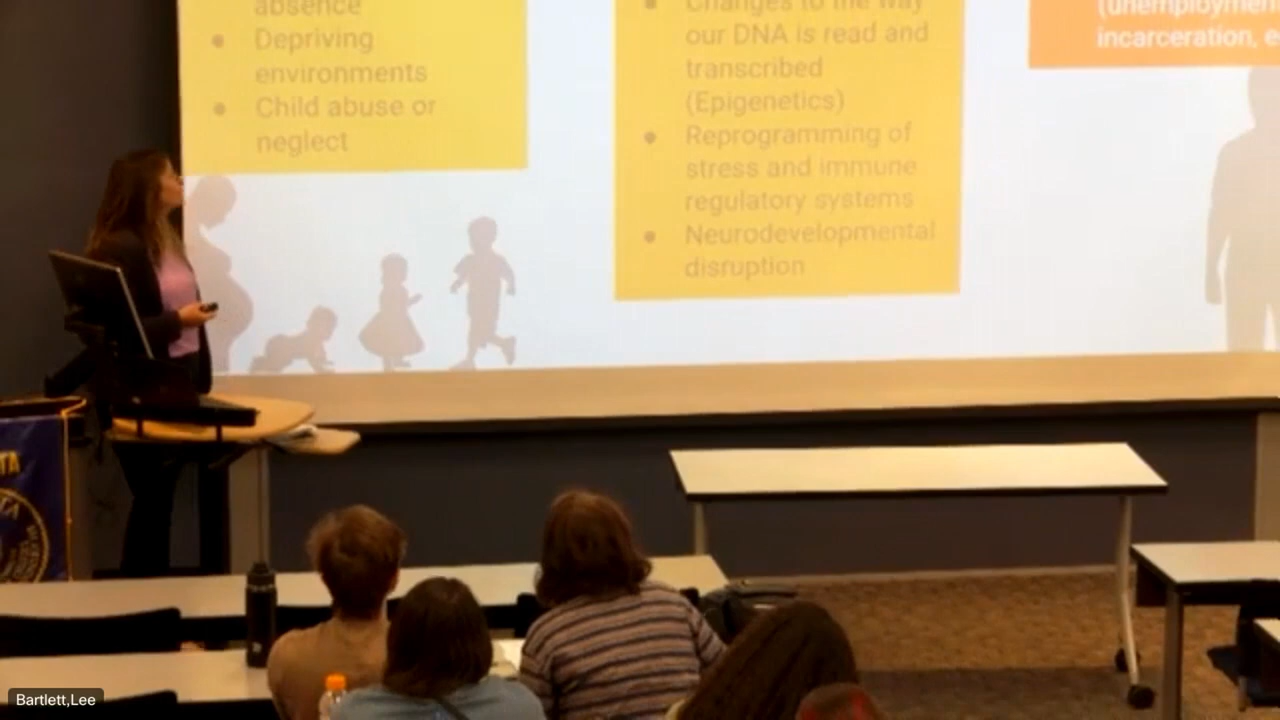 absence
• Depriving
environments
• Child abuse or
neglect
• Changes to the way
our DNA is read and
transcribed
(Epigenetics)
• Reprogramming of
stress and immune
regulatory systems
• Neurodevelopmental
disruption
(unemployment
incarceration, e
TA
Bartlett,Lee